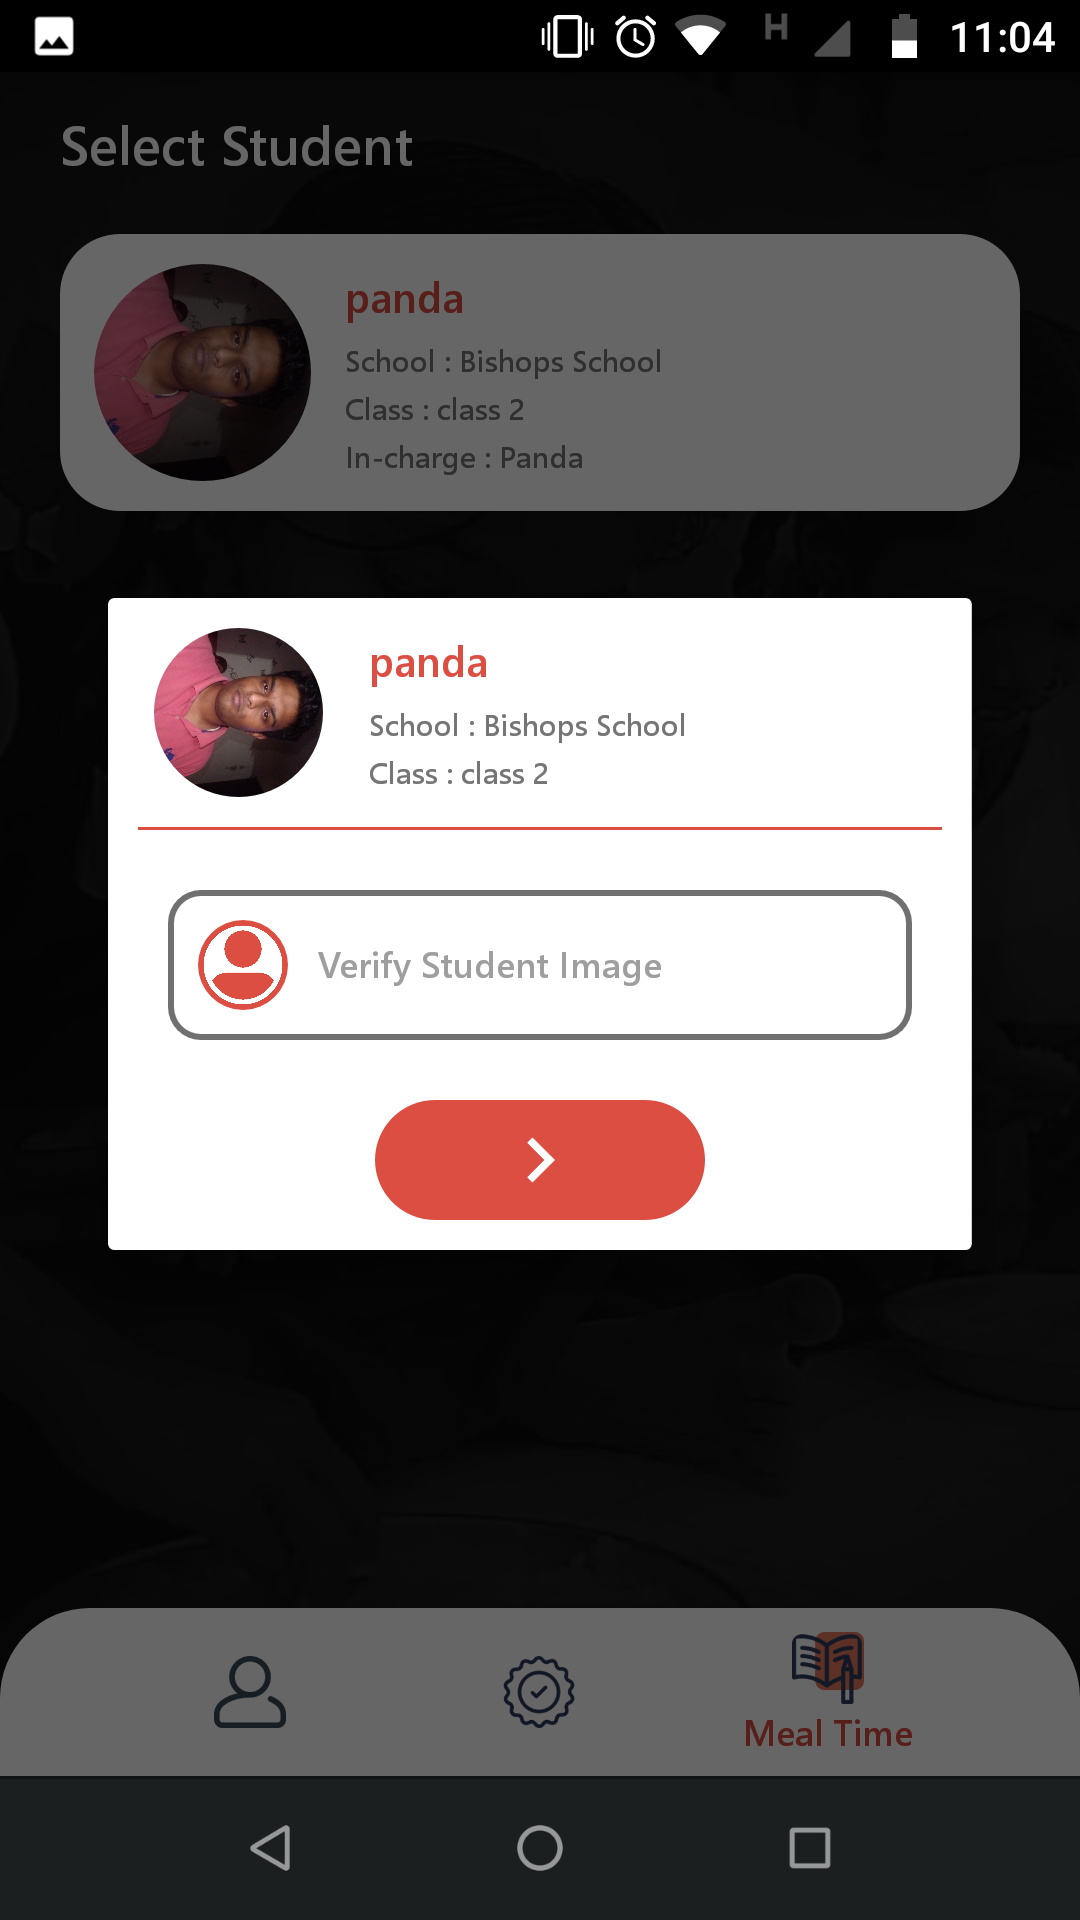 H 11:04
Select Student
panda
School : Bishops School
Class : class 2
In-charge : Panda
panda
School : Bishops School
Class : class 2
Verify Student Image
Meal Time